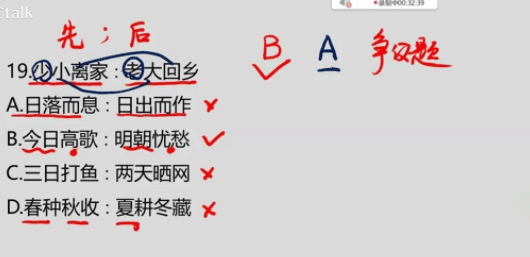 Ctalk
录制中00:32:39
先；后
B A 争议题
19.少小离家：老大回乡
A.日落而息：日出而作
B.今日高歌：明朝忧愁
C.三日打鱼：两天晒网
D.春种秋收：夏耕冬藏